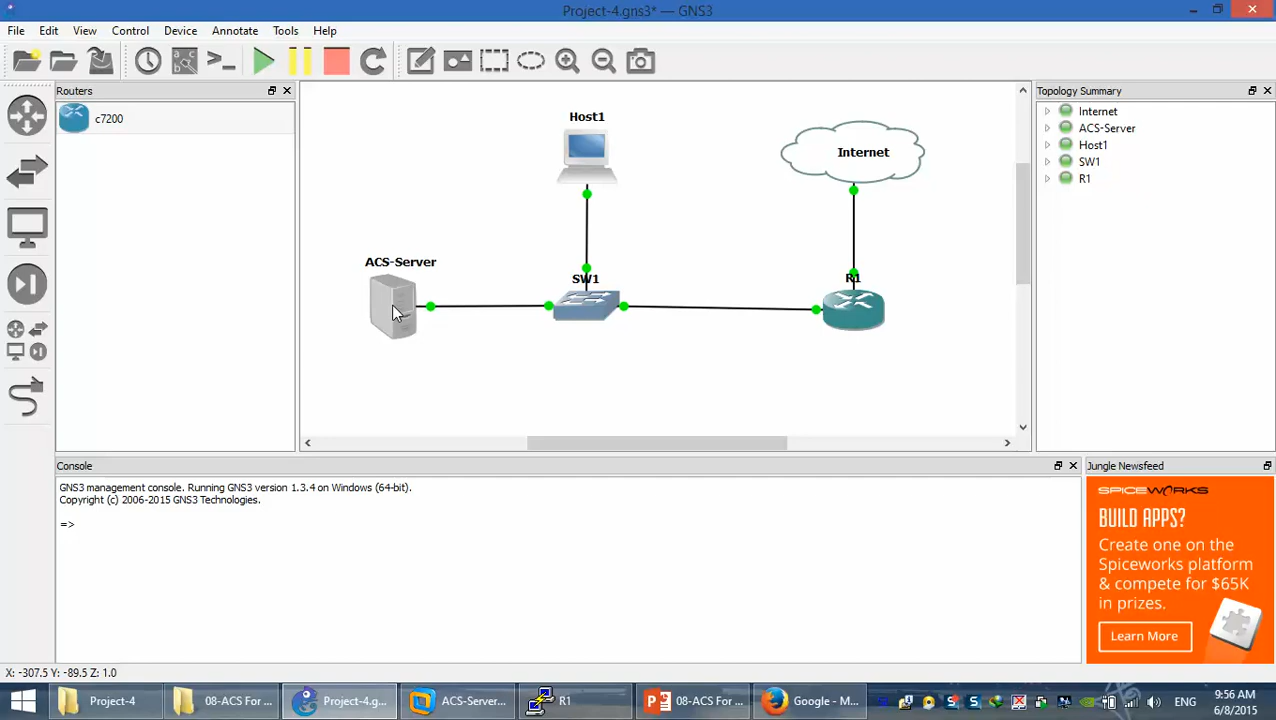 Project-4.gns3* — GNS3
File Edit View Control Device Annotate Tools Help
Routers
c7200
Host1
Internet
ACS-Server
SW1
R1
Topology Summary
Internet
ACS-Server
Host1
SW1
R1
Console
GNS3 management console. Running GNS3 version 1.3.4 on Windows (64-bit).
Copyright (c) 2006-2015 GNS3 Technologies.
=>
Jungle Newsfeed
SPICEWORKS
BUILD APPS?
Create one on the
Spiceworks platform
& compete for $65K
in prizes.
Learn More
X: -307.5 Y: -89.5 Z: 1.0
Project-4
08-ACS For ...
Project-4.g...
ACS-Server...
R1
08-ACS For ...
Google - M...
ENG
9:56 AM
6/8/2015